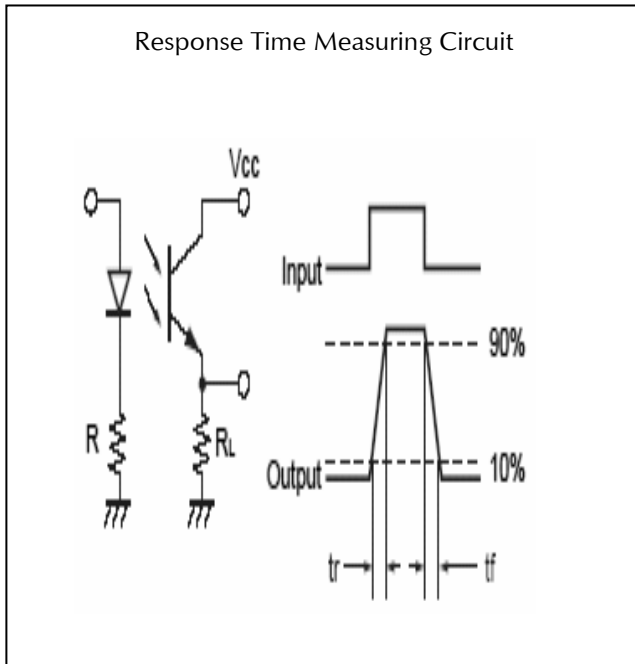 Response Time Measuring Circuit
Vcc
Input
90%
R
RL
Output
10%
tr
tf